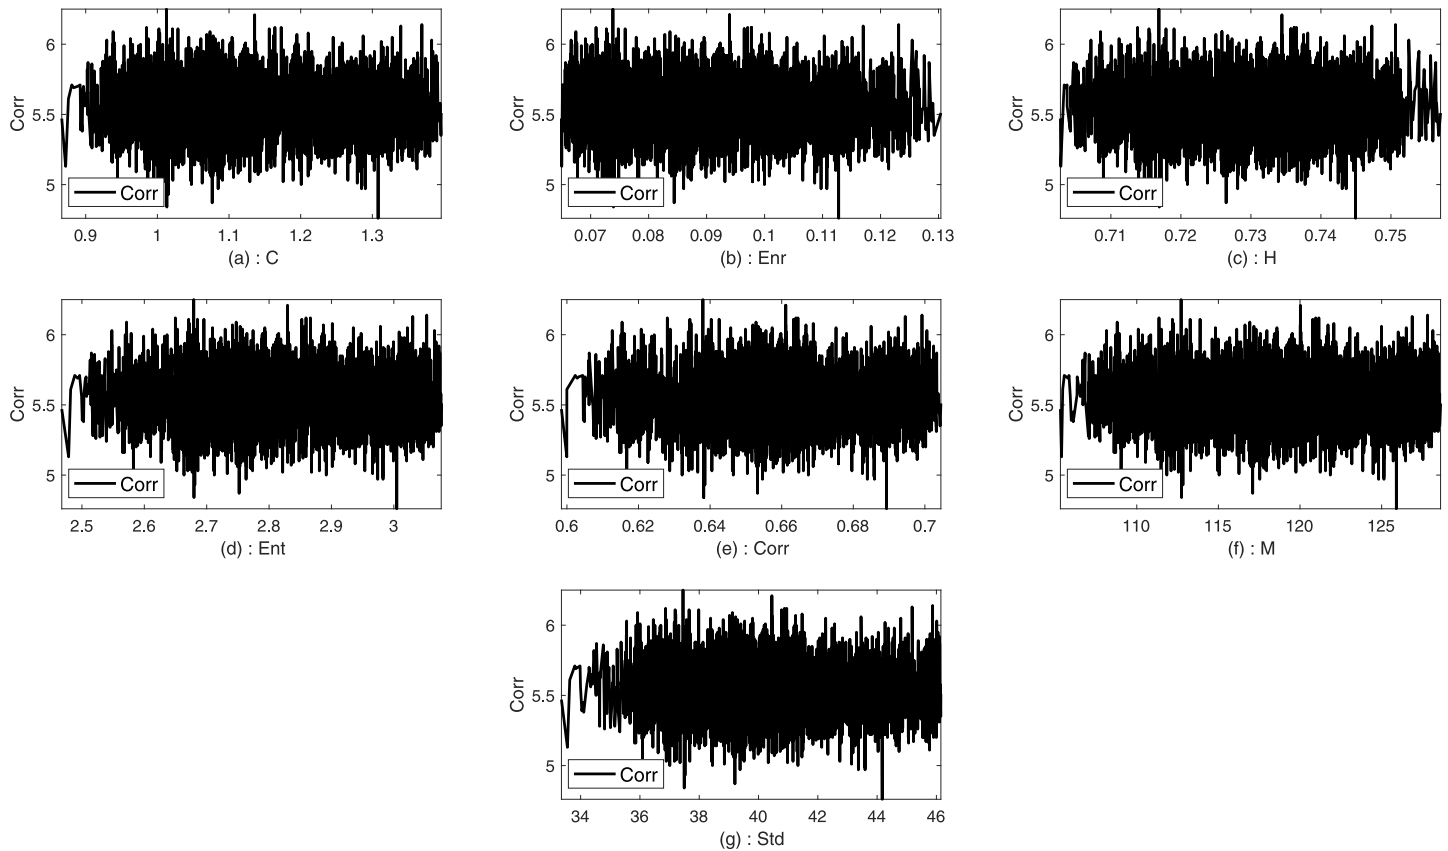 6
5.5
5
Corr
Corr
0.9 1 1.1 1.2 1.3
(a) : C
6
5.5
5
Corr
Corr
0.07 0.08 0.09 0.1 0.11 0.12 0.13
(b) : Enr
6
5.5
5
Corr
Corr
0.71 0.72 0.73 0.74 0.75
(c) : H
6
5.5
5
Corr
Corr
2.5 2.6 2.7 2.8 2.9 3
(d) : Ent
6
5.5
5
Corr
Corr
0.6 0.62 0.64 0.66 0.68 0.7
(e) : Corr
6
5.5
5
Corr
Corr
110 115 120 125
(f) : M
6
5.5
5
Corr
Corr
34 36 38 40 42 44 46
(g) : Std